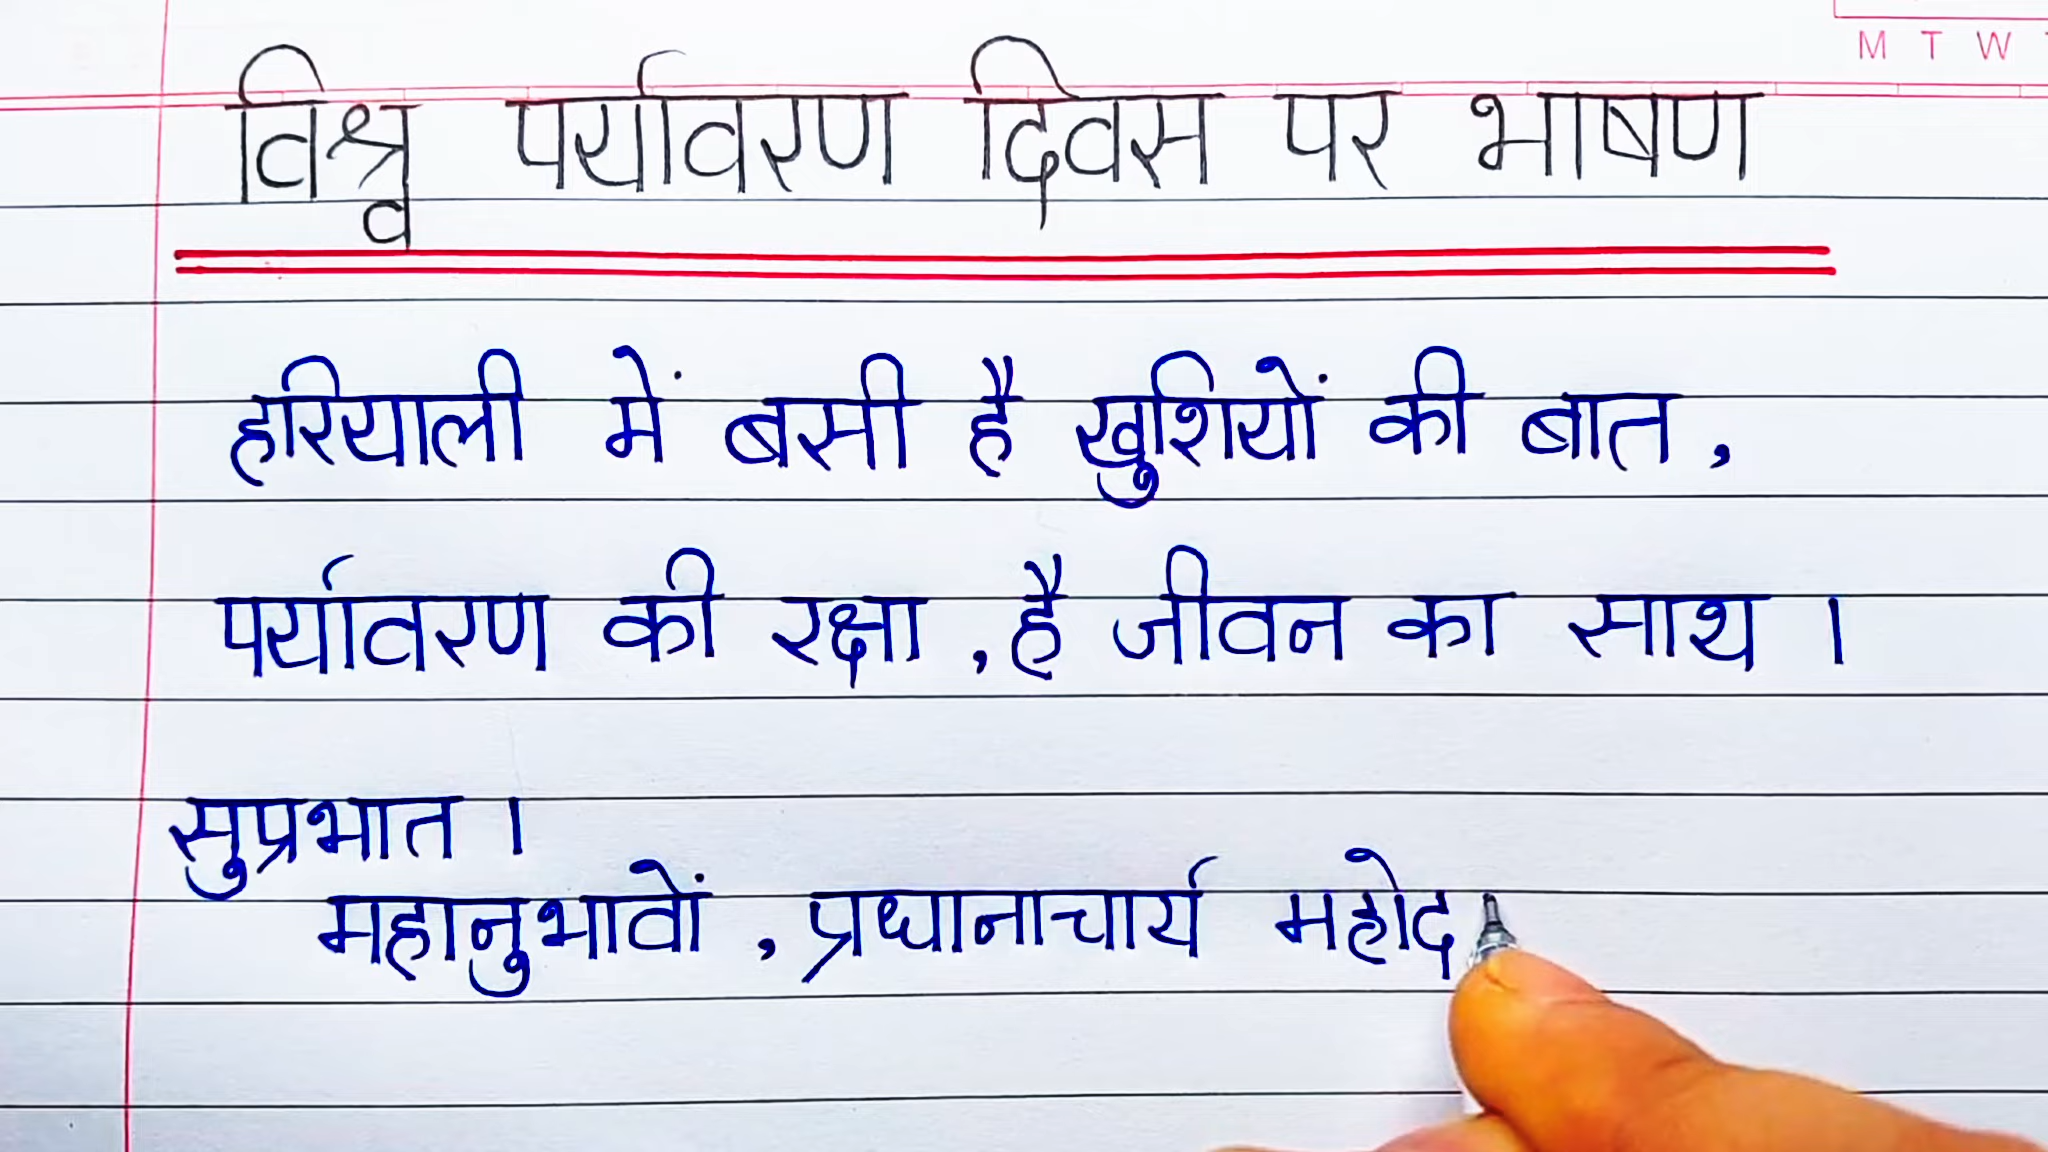 M T W
विश्व पर्यावरण दिवस पर भाषण
हरियाली में बसी है खुशियों की बात,
पर्यावरण की रक्षा, है जीवन का साथ ।
सुप्रभात ।
महानुभावों, प्रधानाचार्य महोद